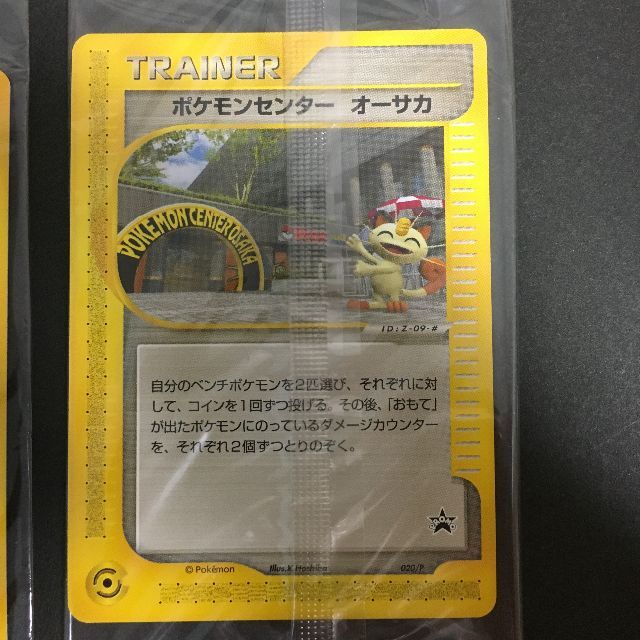 TRAINER
ポケモンセンター オーサカ
POKEMON CENTER OSAKA
ID:Z-09-#
自分のベンチポケモンを2匹選び、それぞれに対
して、コインを1回ずつ投げる。その後、「おもて」
が出たポケモンにのっているダメージカウンター
を、それぞれ2個ずつとりのぞく。
©Pokémon Illus.K.Hoshiba 020/P